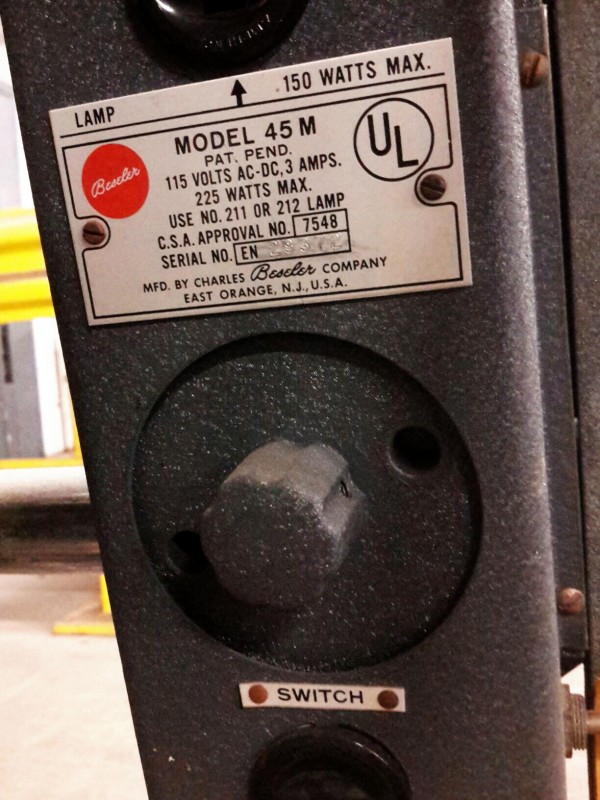 LAMP
150 WATTS MAX.
Beseler
MODEL 45 M
PAT. PEND.
115 VOLTS AC-DC, 3 AMPS.
225 WATTS MAX.
USE NO. 211 OR 212 LAMP
C.S.A. APPROVAL NO. 7548
SERIAL NO. EN
MFD. BY CHARLES Beseler COMPANY
EAST ORANGE, N.J., U.S.A.
UL
SWITCH